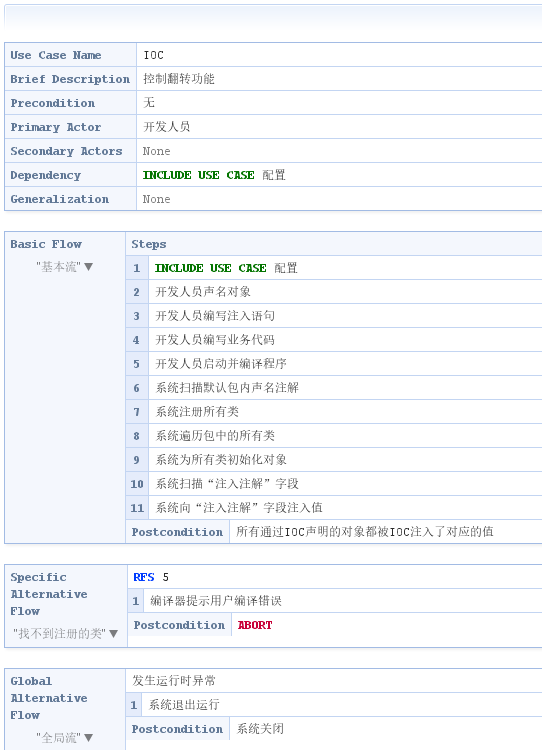 Use Case Name IOC
Brief Description 控制翻转功能
Precondition 无
Primary Actor 开发人员
Secondary Actors None
Dependency INCLUDE USE CASE 配置
Generalization None
Basic Flow Steps
"基本流"▼ 1 INCLUDE USE CASE 配置
2 开发人员声名对象
3 开发人员编写注入语句
4 开发人员编写业务代码
5 开发人员启动并编译程序
6 系统扫描默认包内声名注解
7 系统注册所有类
8 系统遍历包中的所有类
9 系统为所有类初始化对象
10 系统扫描“注入注解”字段
11 系统向“注入注解”字段注入值
Postcondition 所有通过IOC声明的对象都被IOC注入了对应的值
Specific RFS 5
Alternative 1 编译器提示用户编译错误
Flow
"找不到注册的类"▼ Postcondition ABORT
Global 发生运行时异常
Alternative 1 系统退出运行
Flow
"全局流"▼ Postcondition 系统关闭